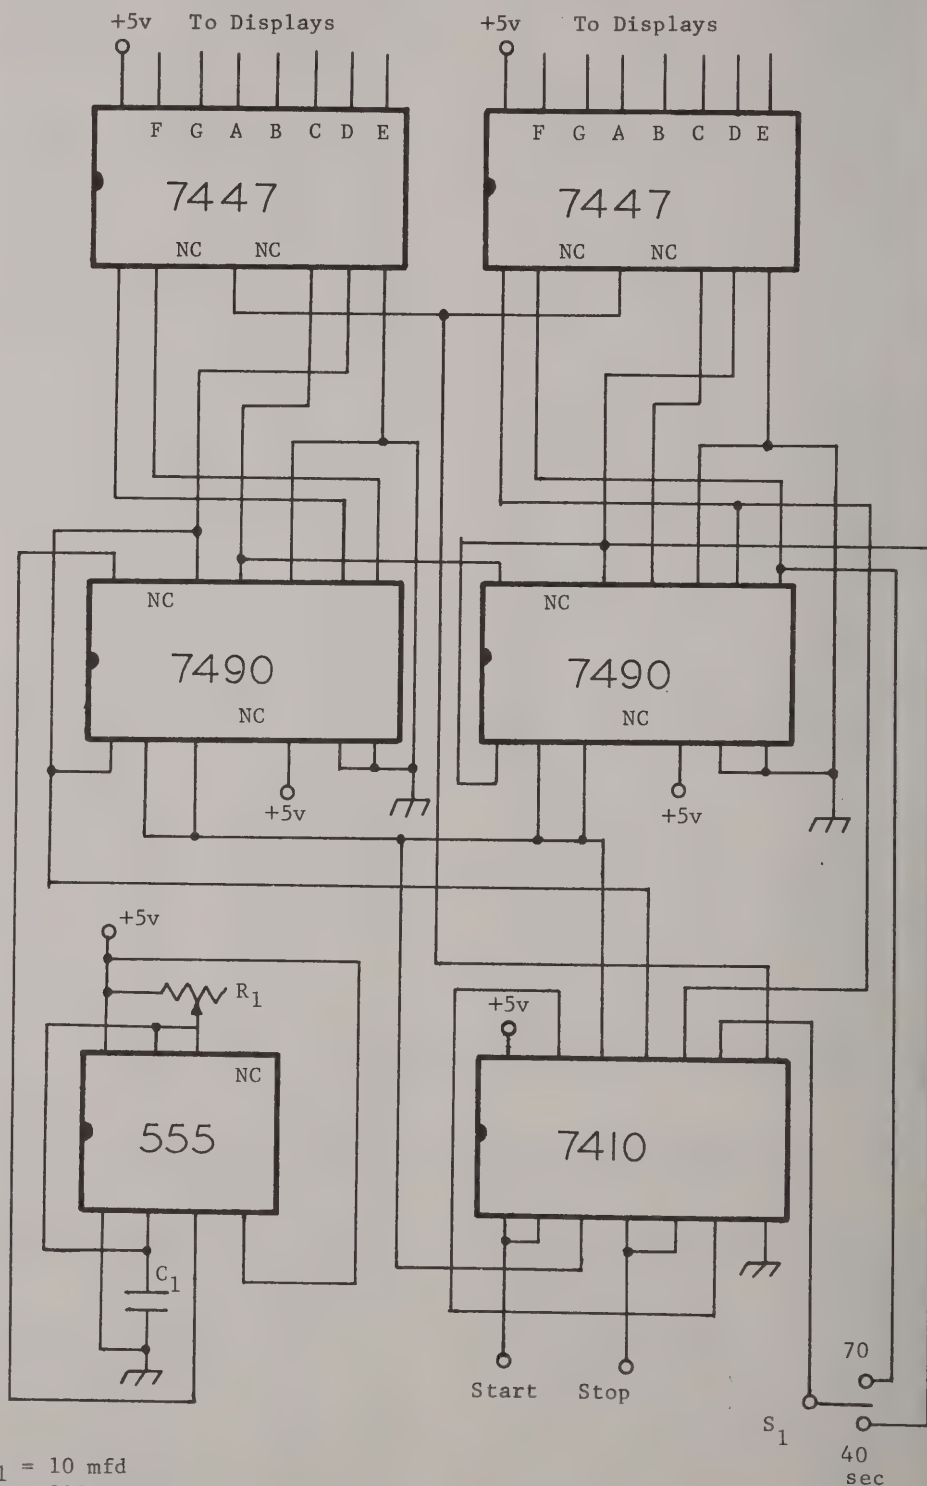 +5v To Displays
+5v To Displays
F G A B C D E
7447
NC NC
F G A B C D E
7447
NC NC
NC
7490
NC
+5v
NC
7490
NC
+5v
+5v
R1
NC
555
C1
+5v
7410
Start Stop
70
S1
40
sec
1 = 10 mfd